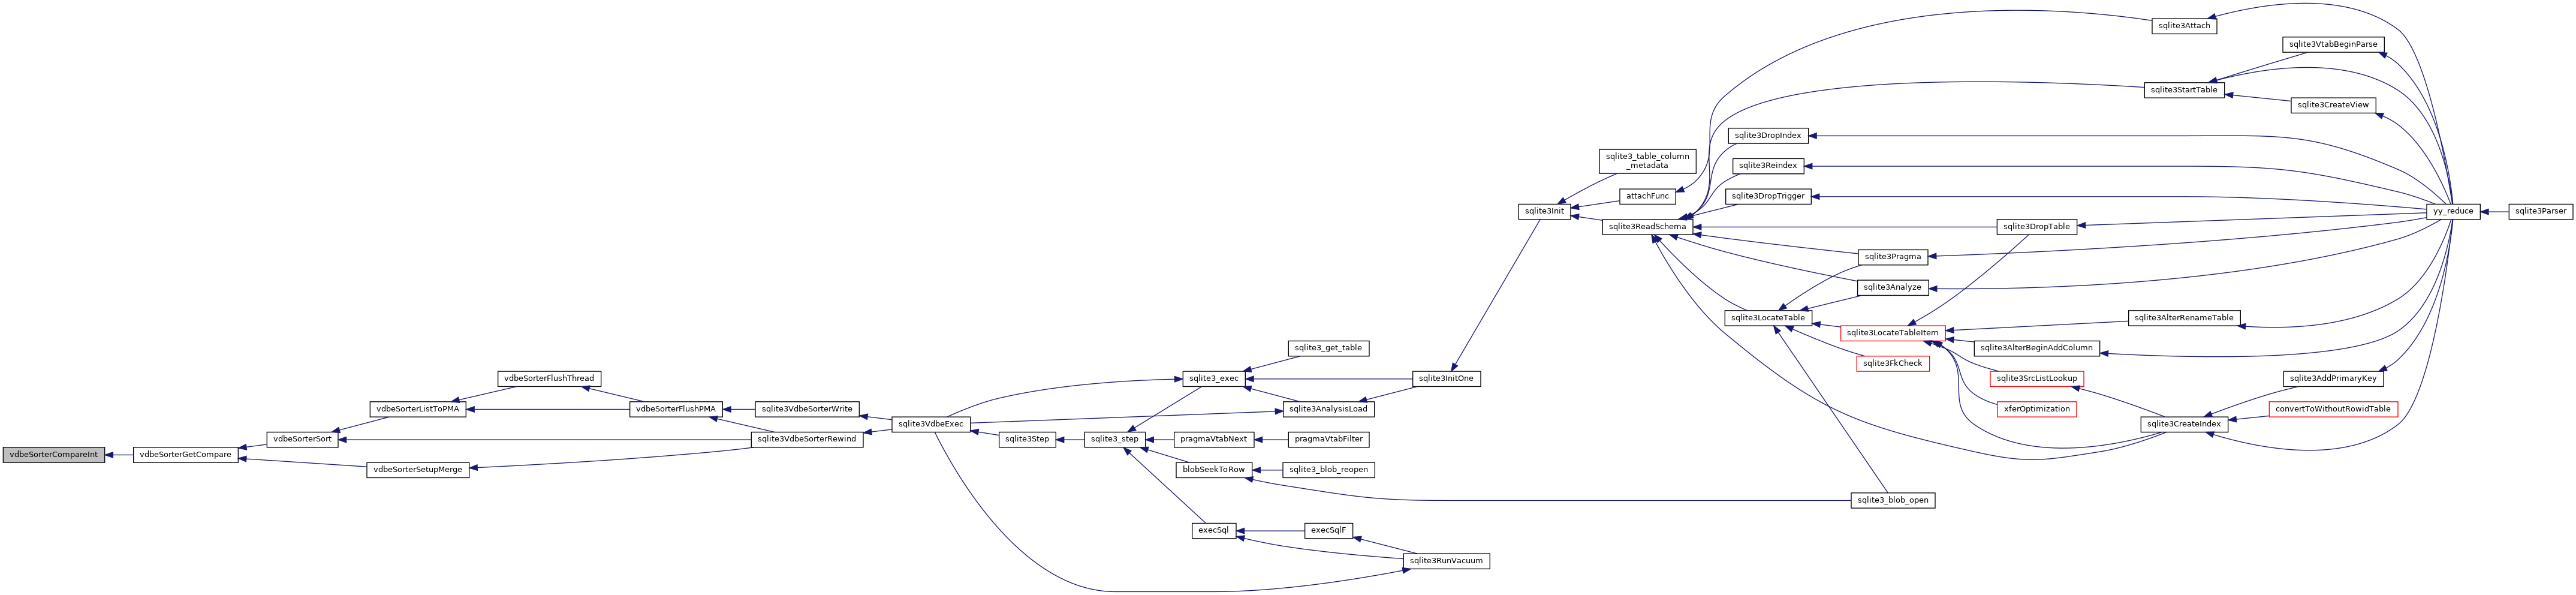 sqlite3Attach
sqlite3VtabBeginParse
sqlite3StartTable
sqlite3CreateView
sqlite3DropIndex
sqlite3_table_column
_metadata
sqlite3Reindex
attachFunc
sqlite3DropTrigger
sqlite3Init
yy_reduce
sqlite3Parser
sqlite3ReadSchema
sqlite3DropTable
sqlite3Pragma
sqlite3Analyze
sqlite3LocateTable
sqlite3AlterRenameTable
sqlite3LocateTableItem
sqlite3_get_table
sqlite3AlterBeginAddColumn
sqlite3FkCheck
vdbeSorterFlushThread
sqlite3_exec
sqlite3InitOne
sqlite3SrcListLookup
sqlite3AddPrimaryKey
vdbeSorterListToPMA
vdbeSorterFlushPMA
sqlite3VdbeSorterWrite
sqlite3AnalysisLoad
xferOptimization
convertToWithoutRowidTable
sqlite3VdbeExec
sqlite3CreateIndex
vdbeSorterSort
sqlite3VdbeSorterRewind
sqlite3Step
sqlite3_step
pragmaVtabNext
pragmaVtabFilter
vdbeSorterCompareInt
vdbeSorterGetCompare
vdbeSorterSetupMerge
blobSeekToRow
sqlite3_blob_reopen
sqlite3_blob_open
execSql
execSqlF
sqlite3RunVacuum